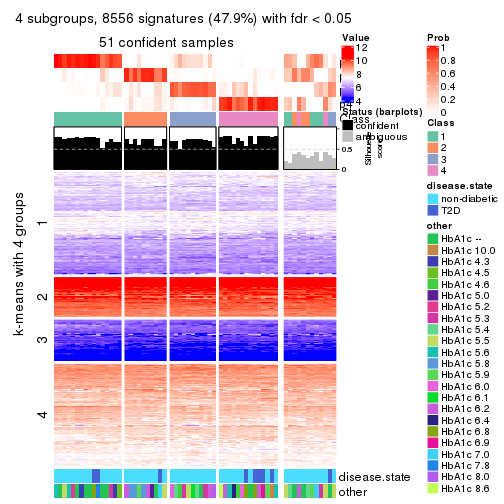 4 subgroups, 8556 signatures (47.9%) with fdr < 0.05
51 confident samples
k-means with 4 groups
1
2
3
4
Class
1
0.5
0
Silhouette
score
disease.state
other
Value
12
10
8
6
4
Status (barplots)
confident
ambiguous
Prob
1
0.8
0.6
0.4
0.2
0
Class
1
2
3
4
disease.state
non-diabetic
T2D
other
HbA1c --
HbA1c 10.0
HbA1c 4.3
HbA1c 4.5
HbA1c 4.6
HbA1c 5.0
HbA1c 5.2
HbA1c 5.3
HbA1c 5.4
HbA1c 5.5
HbA1c 5.6
HbA1c 5.8
HbA1c 5.9
HbA1c 6.0
HbA1c 6.1
HbA1c 6.2
HbA1c 6.4
HbA1c 6.8
HbA1c 6.9
HbA1c 7.0
HbA1c 7.8
HbA1c 8.0
HbA1c 8.6